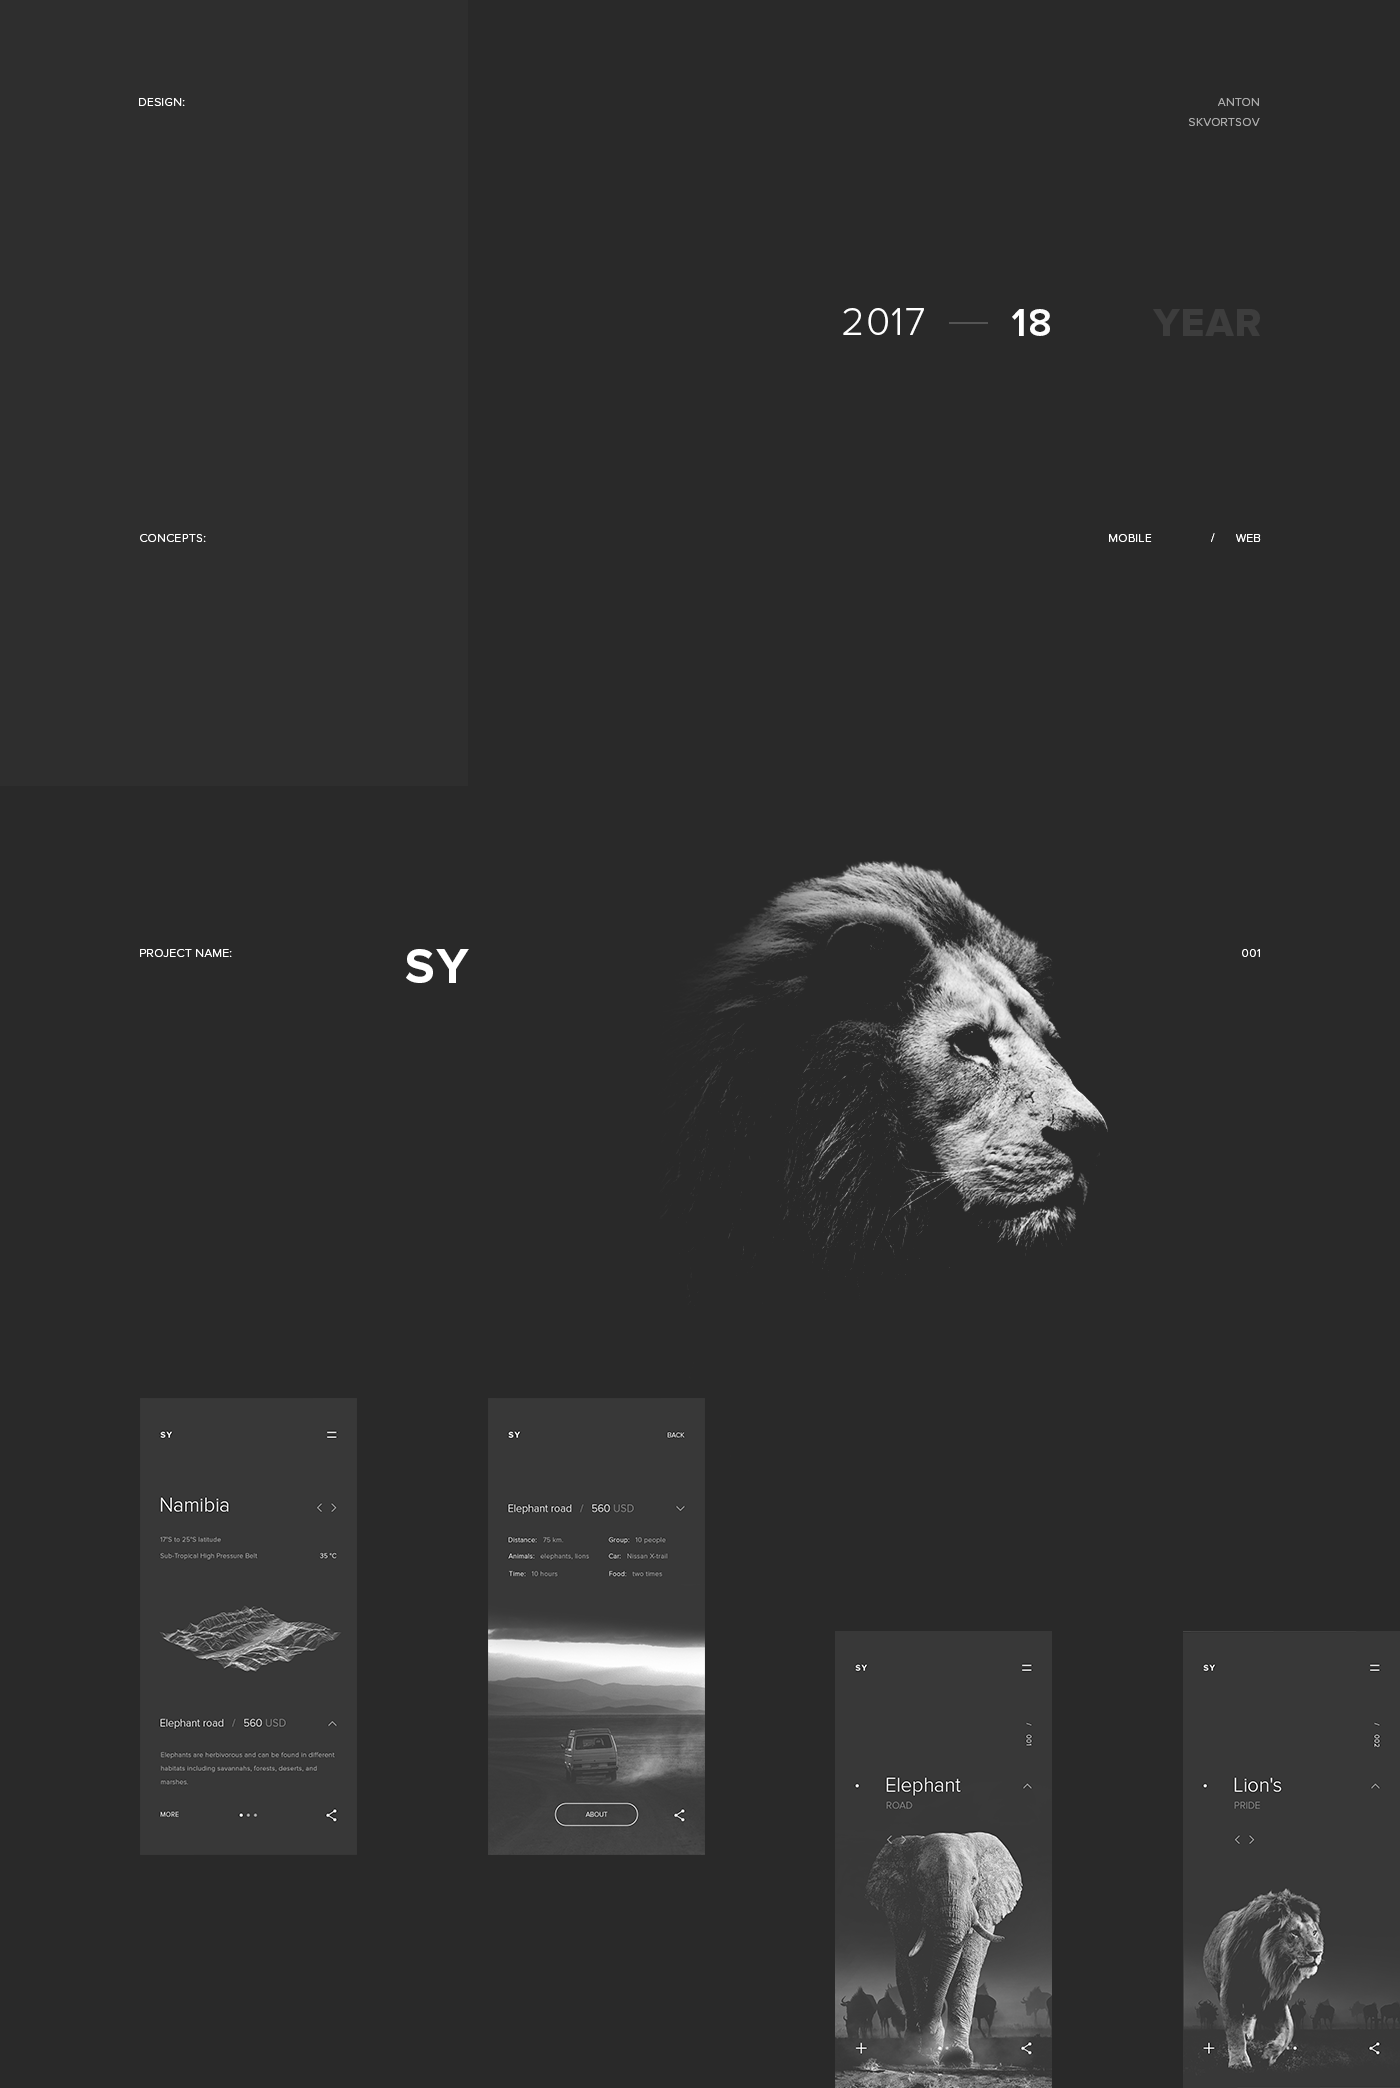 DESIGN:
ANTON
SKVORTSOV
2017 — 18 YEAR
CONCEPTS:
MOBILE / WEB
PROJECT NAME:
SY
001
SY
Namibia
17°S to 25°S latitude
Sub-Tropical High Pressure Belt 35 °C
Elephant road / 560 USD
Elephants are herbivorous and can be found in different
habitats including savannahs, forests, deserts, and
marshes.
MORE
SY BACK
Elephant road / 560 USD
Distance: 75 km. Group: 10 people
Animals: elephants, lions Car: Nissan X-trail
Time: 10 hours Food: two times
ABOUT
SY
/ 001
Elephant
ROAD
SY
/ 002
Lion's
PRIDE